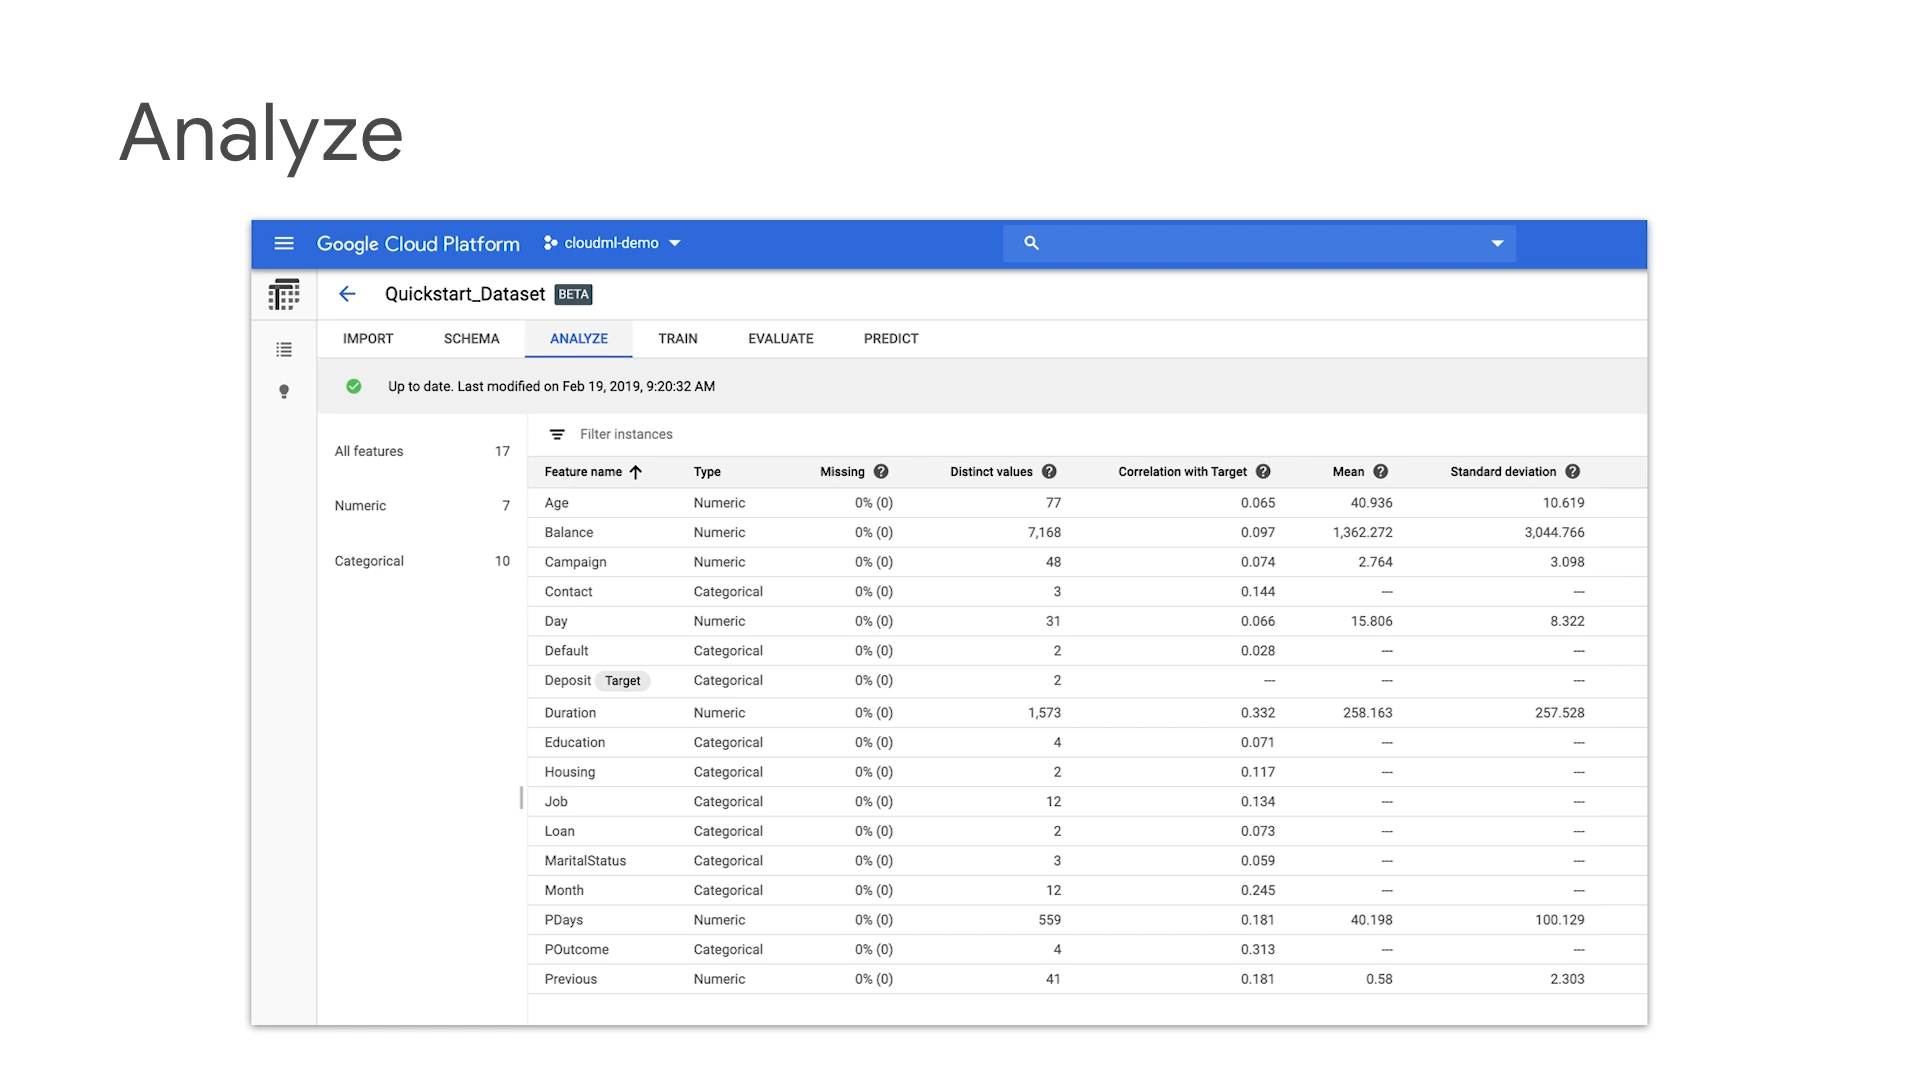 Analyze
Google Cloud Platform cloudml-demo
Quickstart_Dataset BETA
IMPORT SCHEMA ANALYZE TRAIN EVALUATE PREDICT
Up to date. Last modified on Feb 19, 2019, 9:20:32 AM
All features 17
Numeric 7
Categorical 10
Filter instances
Feature name Type Missing Distinct values Correlation with Target Mean Standard deviation
Age Numeric 0% (0) 77 0.065 40.936 10.619
Balance Numeric 0% (0) 7,168 0.097 1,362.272 3,044.766
Campaign Numeric 0% (0) 48 0.074 2.764 3.098
Contact Categorical 0% (0) 3 0.144 --- ---
Day Numeric 0% (0) 31 0.066 15.806 8.322
Default Categorical 0% (0) 2 0.028 --- ---
Deposit Target Categorical 0% (0) 2 --- --- ---
Duration Numeric 0% (0) 1,573 0.332 258.163 257.528
Education Categorical 0% (0) 4 0.071 --- ---
Housing Categorical 0% (0) 2 0.117 --- ---
Job Categorical 0% (0) 12 0.134 --- ---
Loan Categorical 0% (0) 2 0.073 --- ---
MaritalStatus Categorical 0% (0) 3 0.059 --- ---
Month Categorical 0% (0) 12 0.245 --- ---
PDays Numeric 0% (0) 559 0.181 40.198 100.129
POutcome Categorical 0% (0) 4 0.313 --- ---
Previous Numeric 0% (0) 41 0.181 0.58 2.303